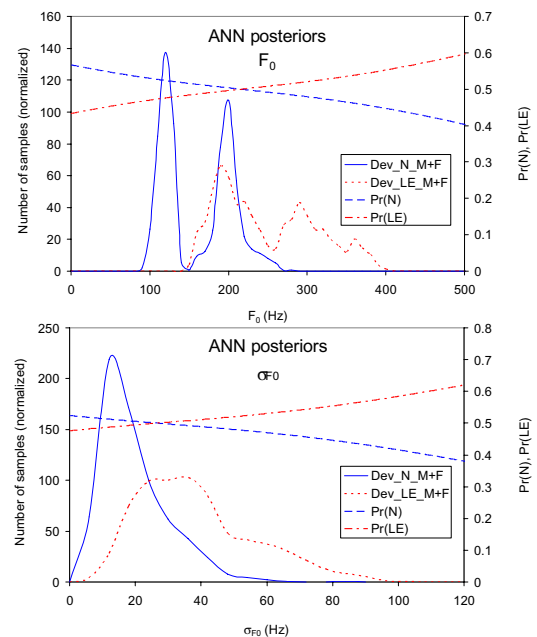 ANN posteriors
F0
Number of samples (normalized)
160
140
120
100
80
60
40
20
0
0.7
0.6
0.5
0.4
0.3
0.2
0.1
0
Pr(N), Pr(LE)
Dev_N_M+F
Dev_LE_M+F
Pr(N)
Pr(LE)
0 100 200 300 400 500
F0 (Hz)
ANN posteriors
σF0
Number of samples (normalized)
250
200
150
100
50
0
0.8
0.7
0.6
0.5
0.4
0.3
0.2
0.1
0
Pr(N), Pr(LE)
Dev_N_M+F
Dev_LE_M+F
Pr(N)
Pr(LE)
0 20 40 60 80 100 120
σF0 (Hz)